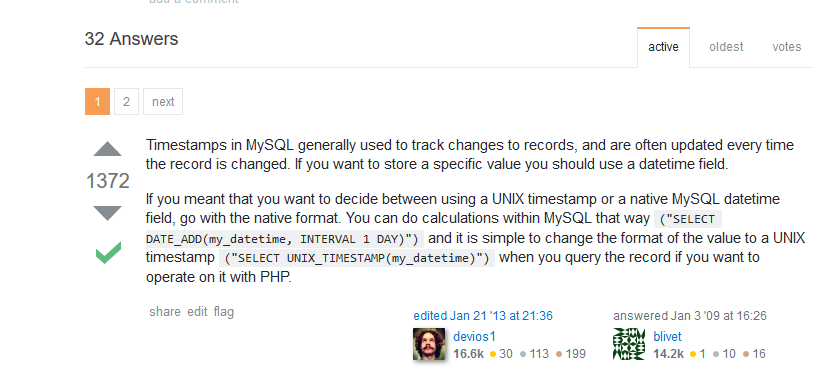 add a comment
32 Answers
active oldest votes
1 2 next
Timestamps in MySQL generally used to track changes to records, and are often updated every time
the record is changed. If you want to store a specific value you should use a datetime field.
1372
If you meant that you want to decide between using a UNIX timestamp or a native MySQL datetime
field, go with the native format. You can do calculations within MySQL that way ("SELECT
DATE_ADD(my_datetime, INTERVAL 1 DAY)") and it is simple to change the format of the value to a UNIX
timestamp ("SELECT UNIX_TIMESTAMP(my_datetime)") when you query the record if you want to
operate on it with PHP.
share edit flag
edited Jan 21 '13 at 21:36
devios1
16.6k 30 113 199
answered Jan 3 '09 at 16:26
blivet
14.2k 1 10 16